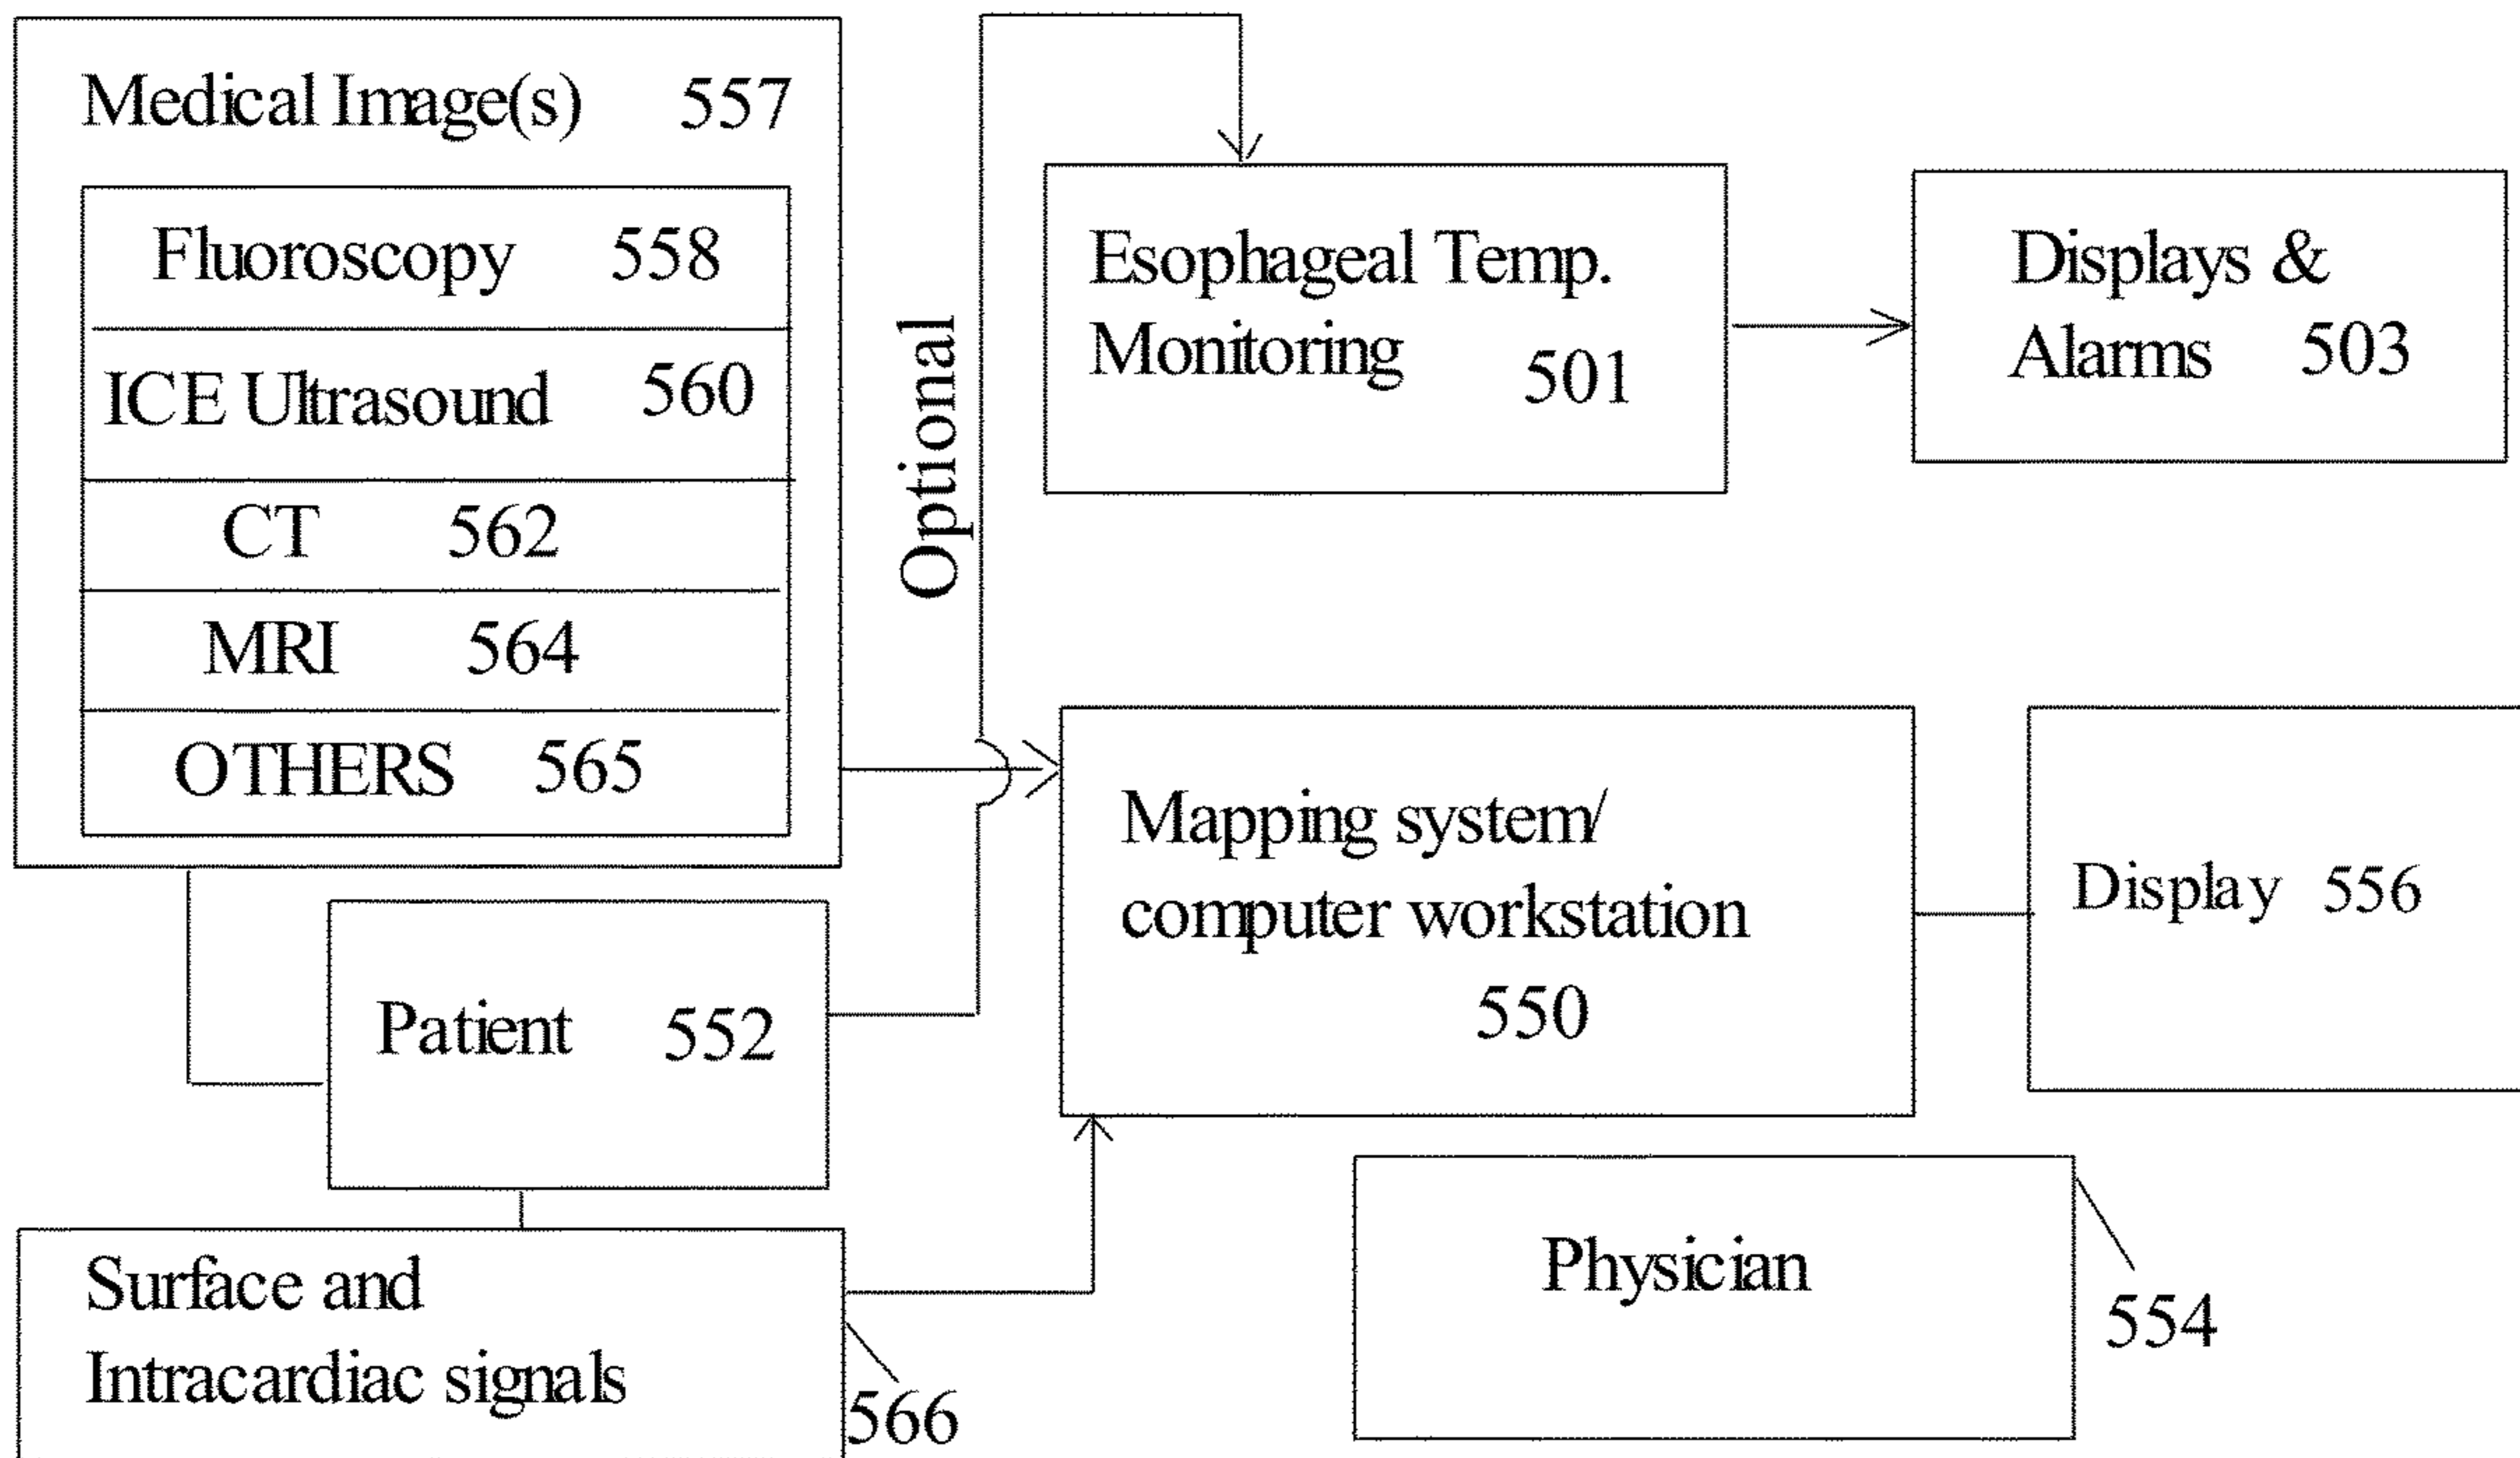 Medical Image(s) 557
Fluoroscopy 558
ICE Ultrasound 560
CT 562
MRI 564
OTHERS 565
Optional
Esophageal Temp.
Monitoring 501
Displays &
Alarms 503
Mapping system/
computer workstation
550
Display 556
Patient 552
Surface and
Intracardiac signals
566
Physician
554